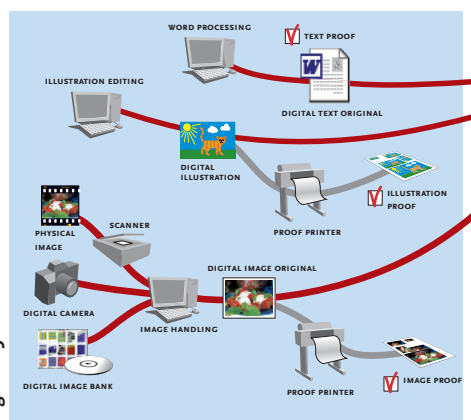 WORD PROCESSING
TEXT PROOF
W
DIGITAL TEXT ORIGINAL
ILLUSTRATION EDITING
DIGITAL
ILLUSTRATION
ILLUSTRATION
PROOF
PROOF PRINTER
PHYSICAL
IMAGE
SCANNER
DIGITAL IMAGE ORIGINAL
DIGITAL CAMERA
IMAGE HANDLING
DIGITAL IMAGE BANK
PROOF PRINTER
IMAGE PROOF